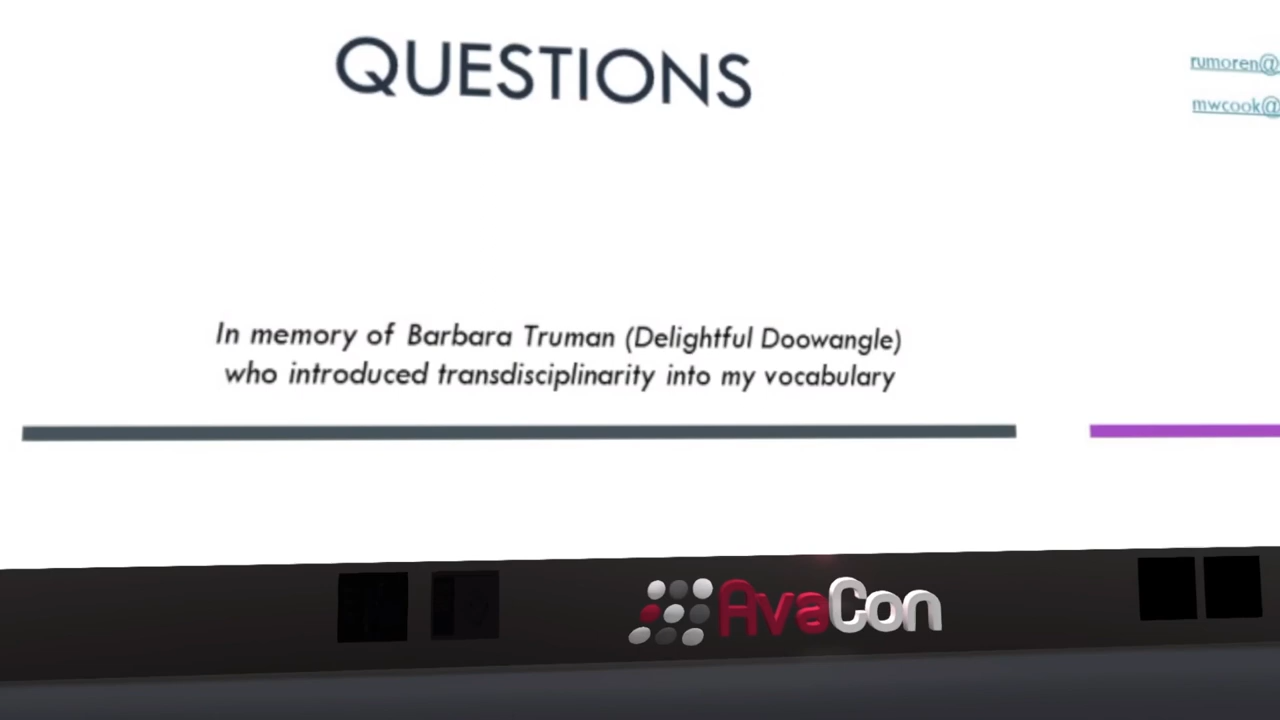 QUESTIONS
rumoren@
mwcook@
In memory of Barbara Truman (Delightful Doowangle)
who introduced transdisciplinarity into my vocabulary
AvaCon